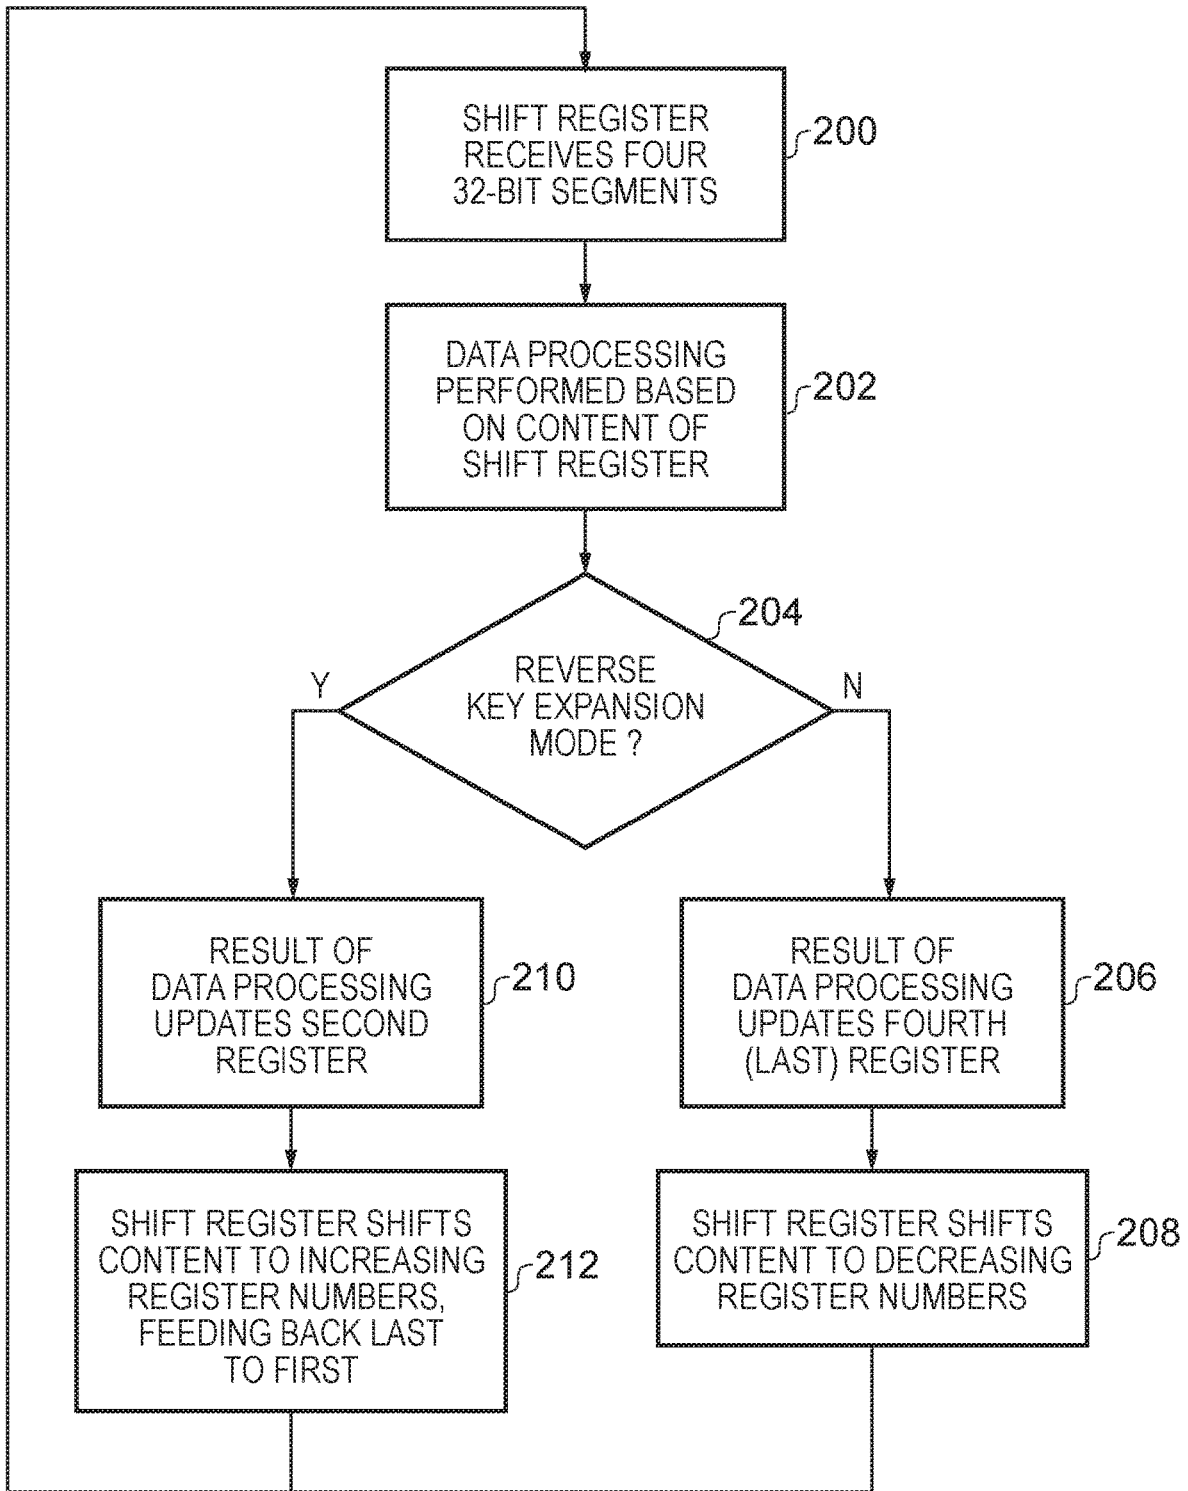 SHIFT REGISTER
RECEIVES FOUR
32-BIT SEGMENTS
200
DATA PROCESSING
PERFORMED BASED
ON CONTENT OF
SHIFT REGISTER
202
204
REVERSE
KEY EXPANSION
MODE ?
Y
N
RESULT OF
DATA PROCESSING
UPDATES SECOND
REGISTER
210
RESULT OF
DATA PROCESSING
UPDATES FOURTH
(LAST) REGISTER
206
SHIFT REGISTER SHIFTS
CONTENT TO INCREASING
REGISTER NUMBERS,
FEEDING BACK LAST
TO FIRST
212
SHIFT REGISTER SHIFTS
CONTENT TO DECREASING
REGISTER NUMBERS
208